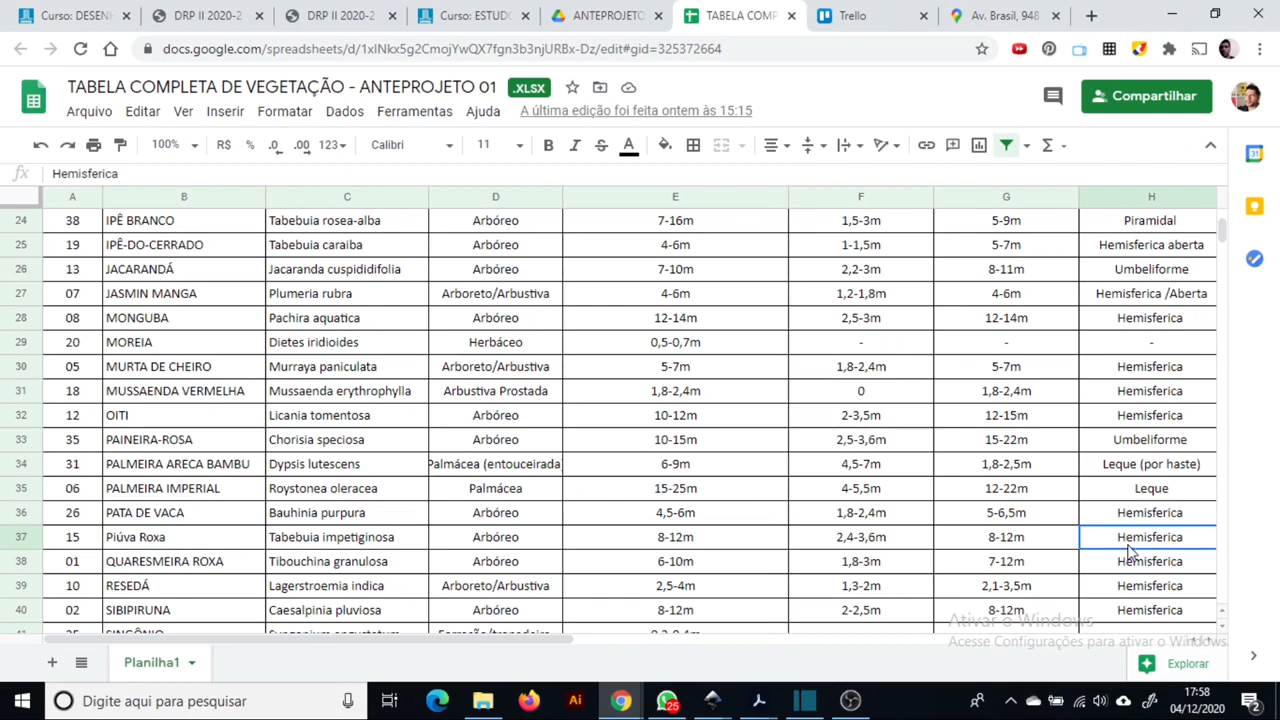 Curso: DESENH
DRP II 2020-2
DRP II 2020-2
Curso: ESTUDO
ANTEPROJETO
TABELA COMP
Trello
Av. Brasil, 948
docs.google.com/spreadsheets/d/1xINkx5g2CmojYwQX7fgn3b3njURBx-Dz/edit#gid=325372664
TABELA COMPLETA DE VEGETAÇÃO - ANTEPROJETO 01 .XLSX
Compartilhar
Arquivo Editar Ver Inserir Formatar Dados Ferramentas Ajuda A última edição foi feita ontem às 15:15
100% R$ % .0 .00 123 Calibri 11 B I S A Σ
fx Hemisferica
A B C D E F G H
24 38 IPÊ BRANCO Tabebuia rosea-alba Arbóreo 7-16m 1,5-3m 5-9m Piramidal
25 19 IPÊ-DO-CERRADO Tabebuia caraiba Arbóreo 4-6m 1-1,5m 5-7m Hemisferica aberta
26 13 JACARANDÁ Jacaranda cuspididifolia Arbóreo 7-10m 2,2-3m 8-11m Umbeliforme
27 07 JASMIN MANGA Plumeria rubra Arboreto/Arbustiva 4-6m 1,2-1,8m 4-6m Hemisferica /Aberta
28 08 MONGUBA Pachira aquatica Arbóreo 12-14m 2,5-3m 12-14m Hemisferica
29 20 MOREIA Dietes iridioides Herbáceo 0,5-0,7m - - -
30 05 MURTA DE CHEIRO Murraya paniculata Arboreto/Arbustiva 5-7m 1,8-2,4m 5-7m Hemisferica
31 18 MUSSAENDA VERMELHA Mussaenda erythrophylla Arbustiva Prostada 1,8-2,4m 0 1,8-2,4m Hemisferica
32 12 OITI Licania tomentosa Arbóreo 10-12m 2-3,5m 12-15m Hemisferica
33 35 PAINEIRA-ROSA Chorisia speciosa Arbóreo 10-15m 2,5-3,6m 15-22m Umbeliforme
34 31 PALMEIRA ARECA BAMBU Dypsis lutescens Palmácea (entouceirada) 6-9m 4,5-7m 1,8-2,5m Leque (por haste)
35 06 PALMEIRA IMPERIAL Roystonea oleracea Palmácea 15-25m 4-5,5m 12-22m Leque
36 26 PATA DE VACA Bauhinia purpura Arbóreo 4,5-6m 1,8-2,4m 5-6,5m Hemisferica
37 15 Piúva Roxa Tabebuia impetiginosa Arbóreo 8-12m 2,4-3,6m 8-12m Hemisferica
38 01 QUARESMEIRA ROXA Tibouchina granulosa Arbóreo 6-10m 1,8-3m 7-12m Hemisferica
39 10 RESEDÁ Lagerstroemia indica Arboreto/Arbustiva 2,5-4m 1,3-2m 2,1-3,5m Hemisferica
40 02 SIBIPIRUNA Caesalpinia pluviosa Arbóreo 8-12m 2-2,5m 8-12m Hemisferica
Ativar o Windows
Acesse Configurações para ativar o Windows.
Planilha1
Explorar
Digite aqui para pesquisar
Ai
25
17:58
04/12/2020
2